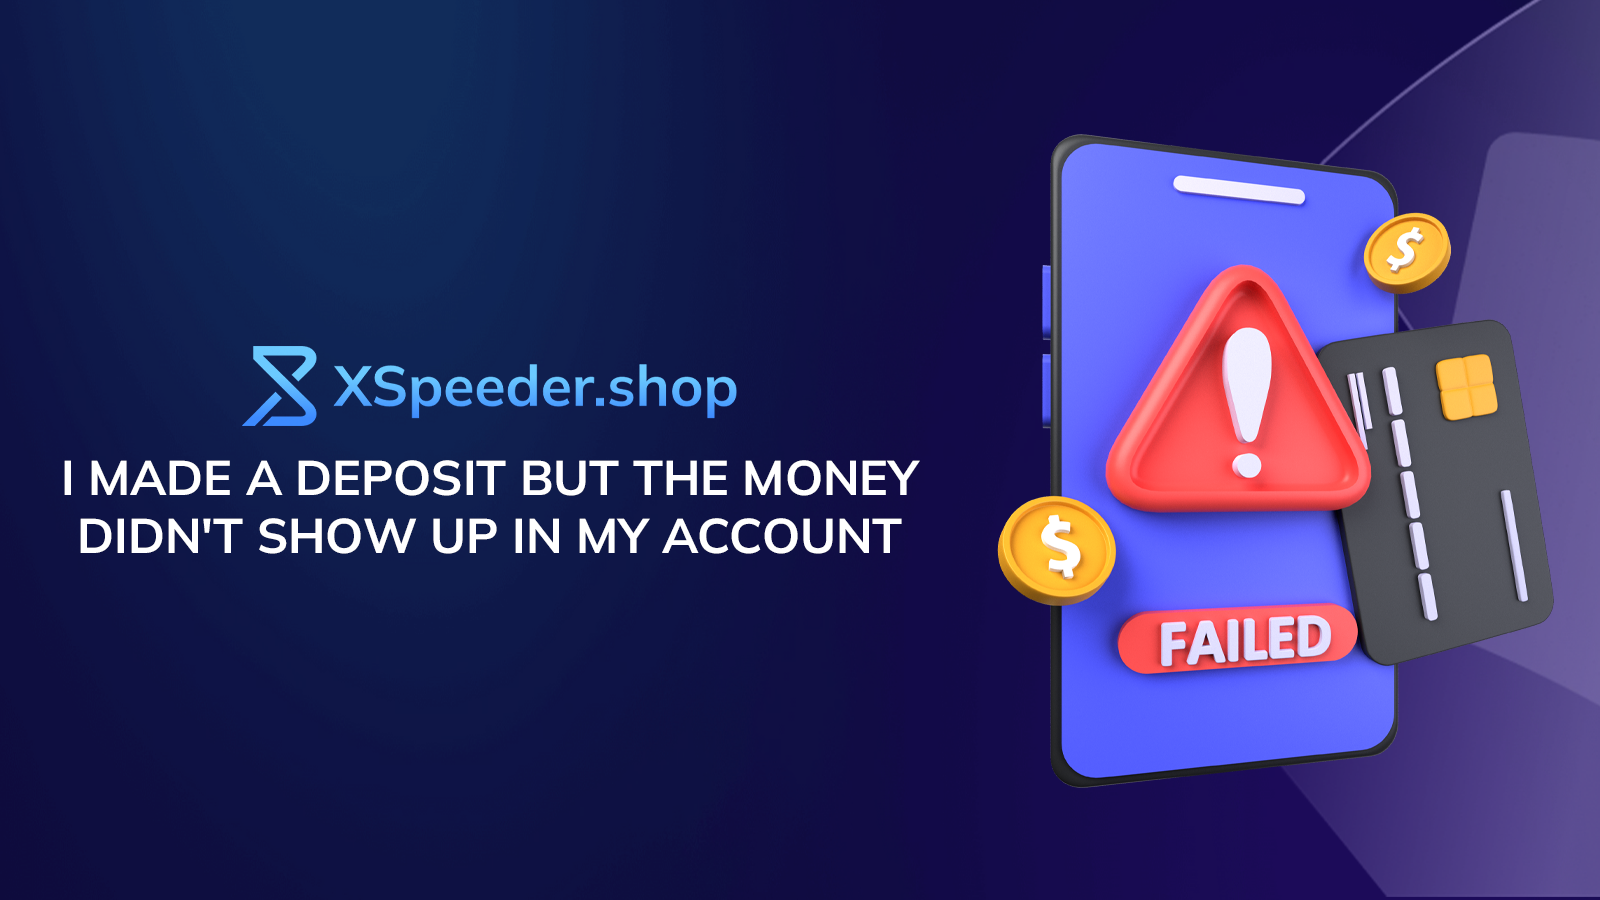 XSpeeder.shop
I MADE A DEPOSIT BUT THE MONEY
DIDN'T SHOW UP IN MY ACCOUNT
$
$
FAILED